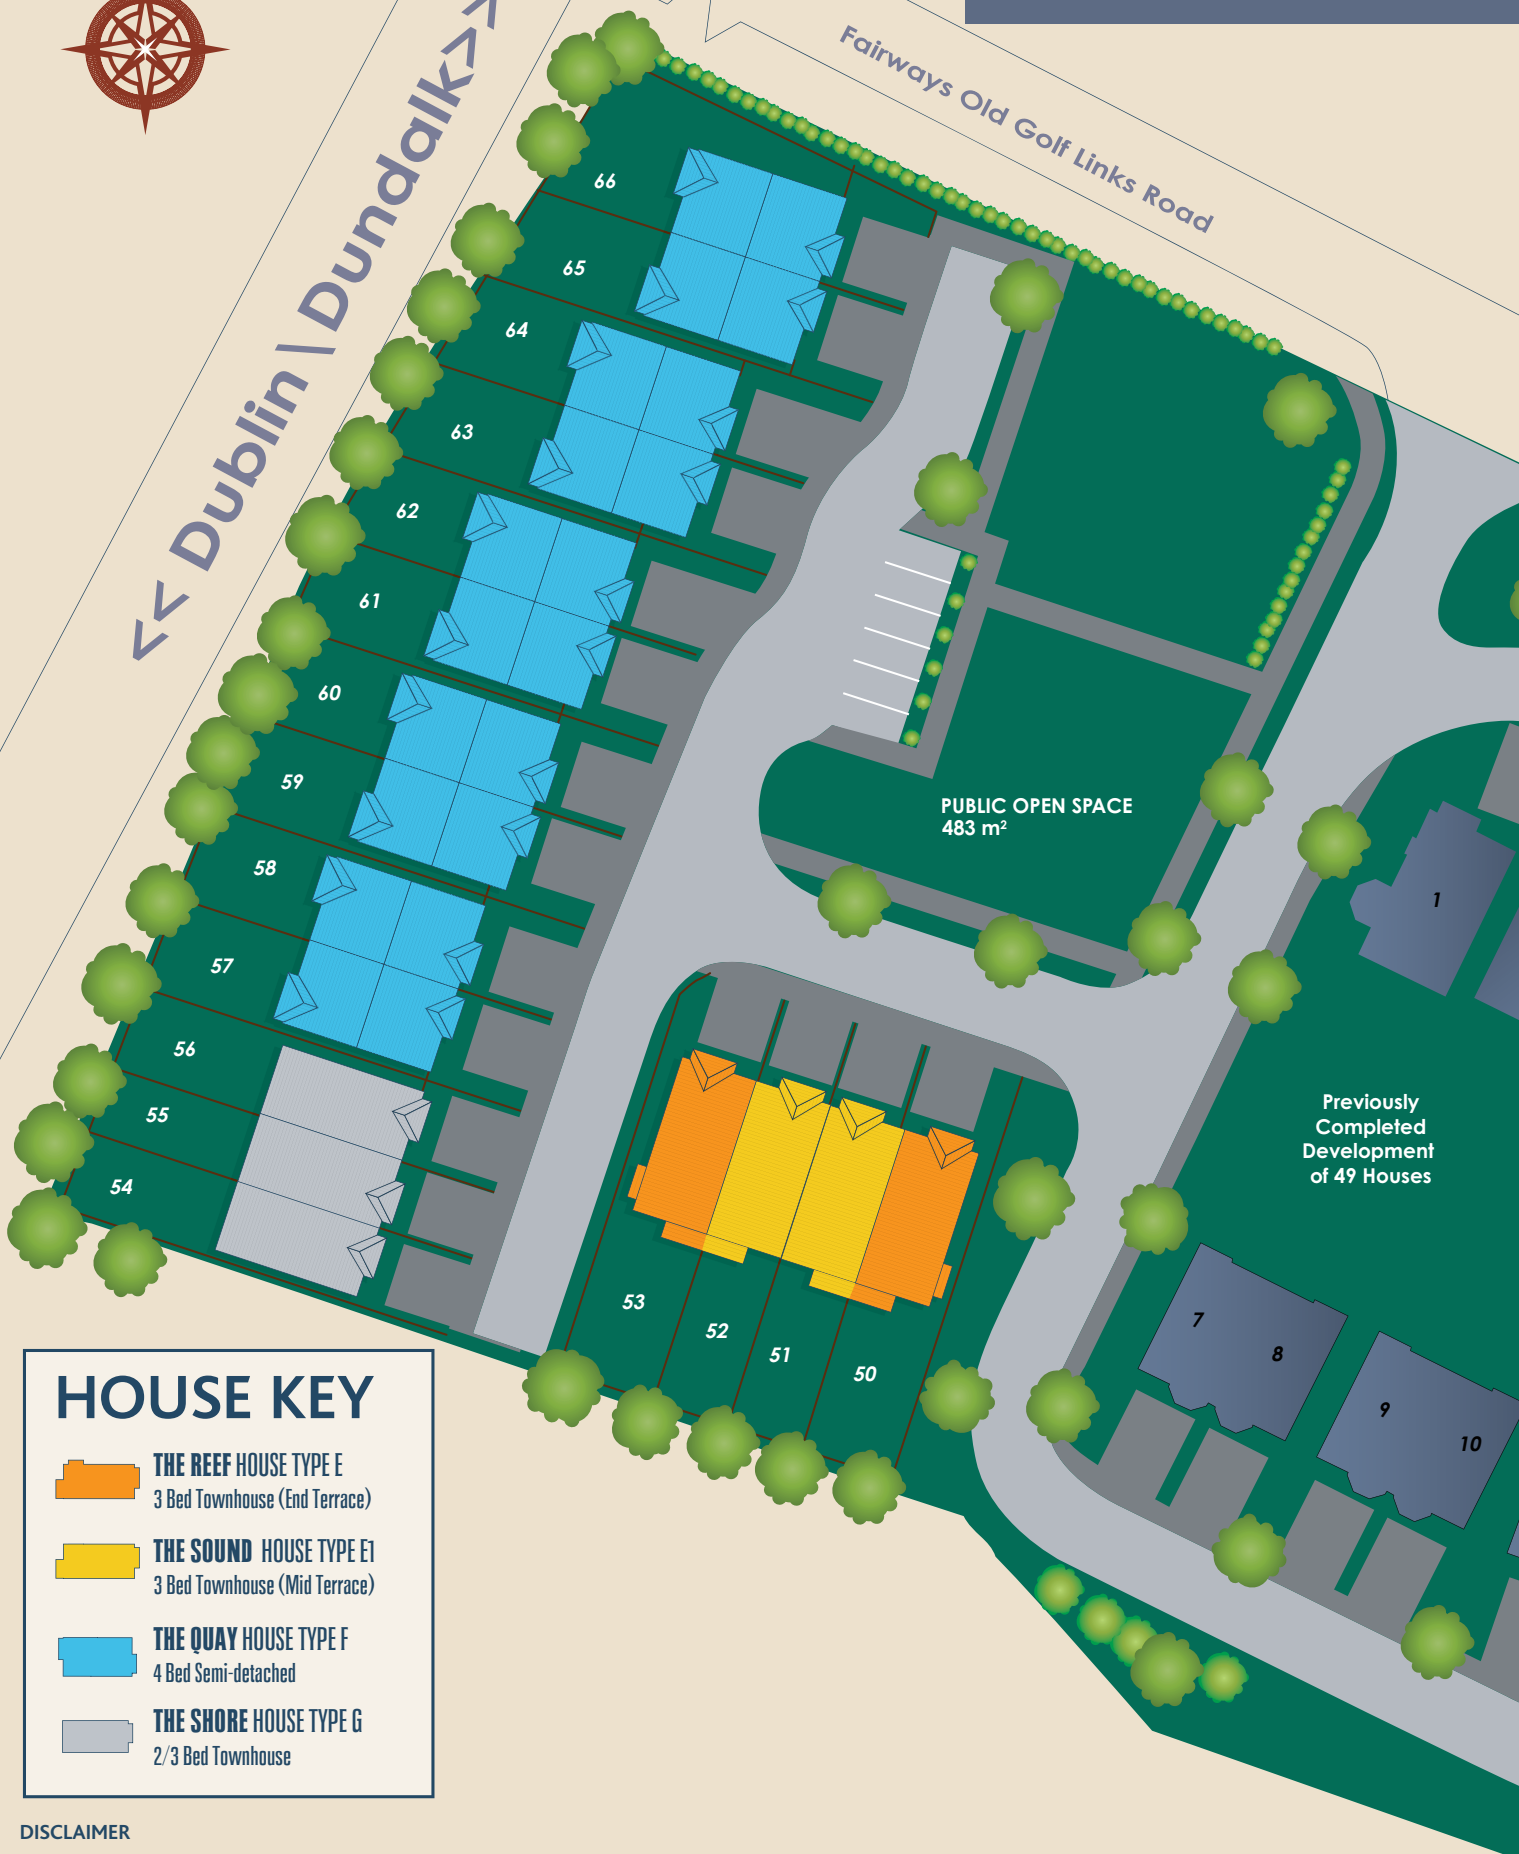 Fairways Old Golf Links Road
<< Dublin | Dundalk >>
66
65
64
63
62
61
60
59
58
57
56
55
54
53
52
51
50
PUBLIC OPEN SPACE
483 m²
1
Previously
Completed
Development
of 49 Houses
7
8
9
10
HOUSE KEY
THE REEF HOUSE TYPE E
3 Bed Townhouse (End Terrace)
THE SOUND HOUSE TYPE E1
3 Bed Townhouse (Mid Terrace)
THE QUAY HOUSE TYPE F
4 Bed Semi-detached
THE SHORE HOUSE TYPE G
2/3 Bed Townhouse
DISCLAIMER